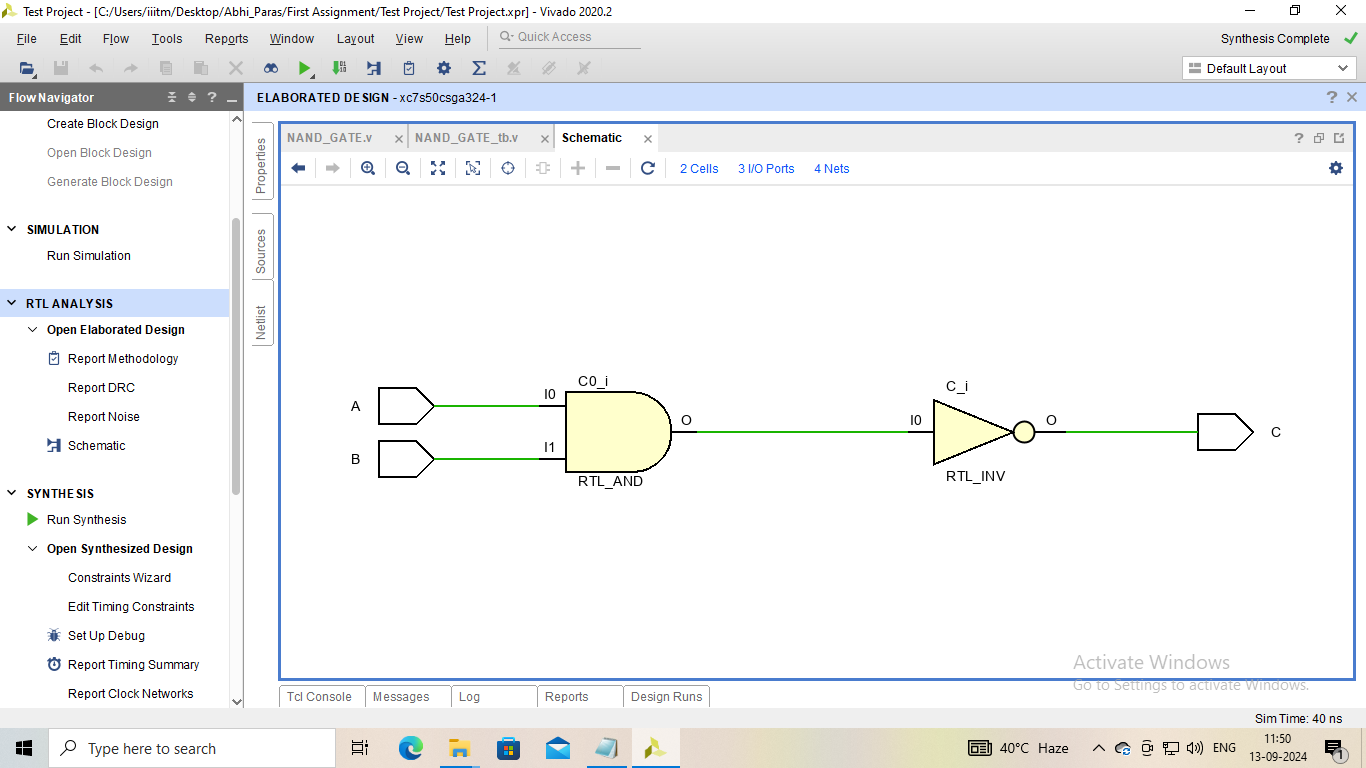 Test Project - [C:/Users/iiitm/Desktop/Abhi_Paras/First Assignment/Test Project/Test Project.xpr] - Vivado 2020.2
File Edit Flow Tools Reports Window Layout View Help Quick Access Synthesis Complete
Default Layout
Flow Navigator
ELABORATED DESIGN - xc7s50csga324-1
Create Block Design
Open Block Design
Generate Block Design
SIMULATION
Run Simulation
RTL ANALYSIS
Open Elaborated Design
Report Methodology
Report DRC
Report Noise
Schematic
SYNTHESIS
Run Synthesis
Open Synthesized Design
Constraints Wizard
Edit Timing Constraints
Set Up Debug
Report Timing Summary
Report Clock Networks
Properties
Sources
Netlist
NAND_GATE.v NAND_GATE_tb.v Schematic
2 Cells 3 I/O Ports 4 Nets
C0_i
C_i
A I0
O I0 O C
B I1
RTL_AND
RTL_INV
Activate Windows
Go to Settings to activate Windows.
Tcl Console Messages Log Reports Design Runs
Sim Time: 40 ns
Type here to search
40°C Haze
ENG
11:50
13-09-2024
1